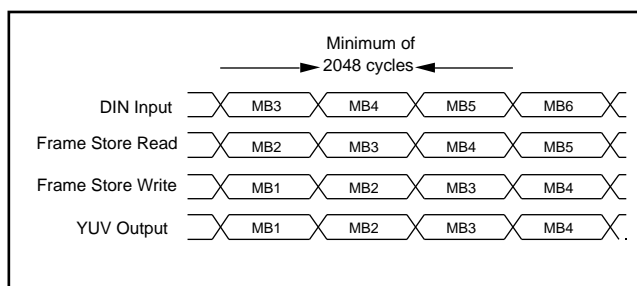 Minimum of
2048 cycles
DIN Input MB3 MB4 MB5 MB6
Frame Store Read MB2 MB3 MB4 MB5
Frame Store Write MB1 MB2 MB3 MB4
YUV Output MB1 MB2 MB3 MB4